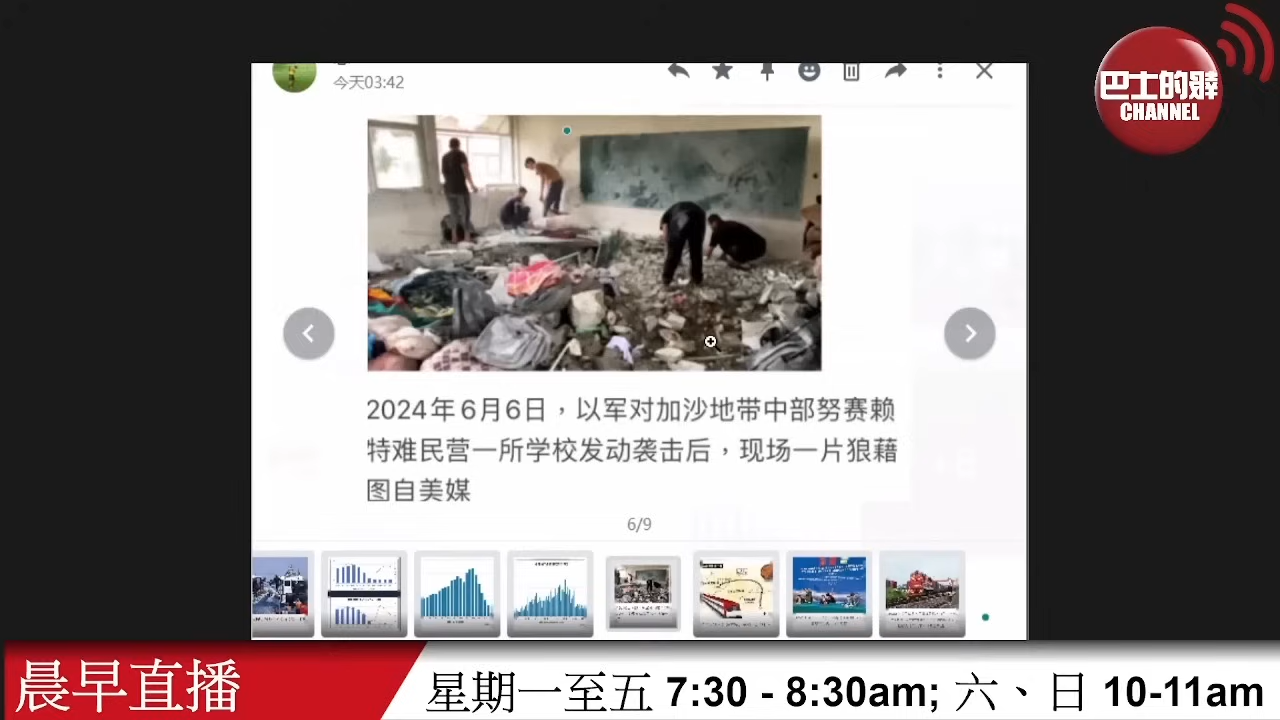 今天03:42
巴士的報
CHANNEL
2024年6月6日，以军对加沙地带中部努赛赖
特难民营一所学校发动袭击后，现场一片狼藉
图自美媒
6/9
晨早直播
星期一至五 7:30 - 8:30am; 六、日 10-11am